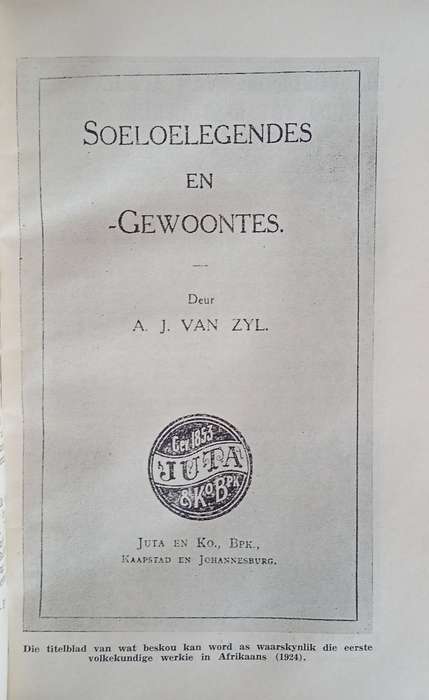 SOELOELEGENDES
EN
-GEWOONTES.
Deur
A. J. VAN ZYL.
Ger 1853
JUTA
& Ko BPK
JUTA EN KO., BPK.,
KAAPSTAD EN JOHANNESBURG.
Die titelblad van wat beskou kan word as waarskynlik die eerste
volkekundige werkie in Afrikaans (1924).